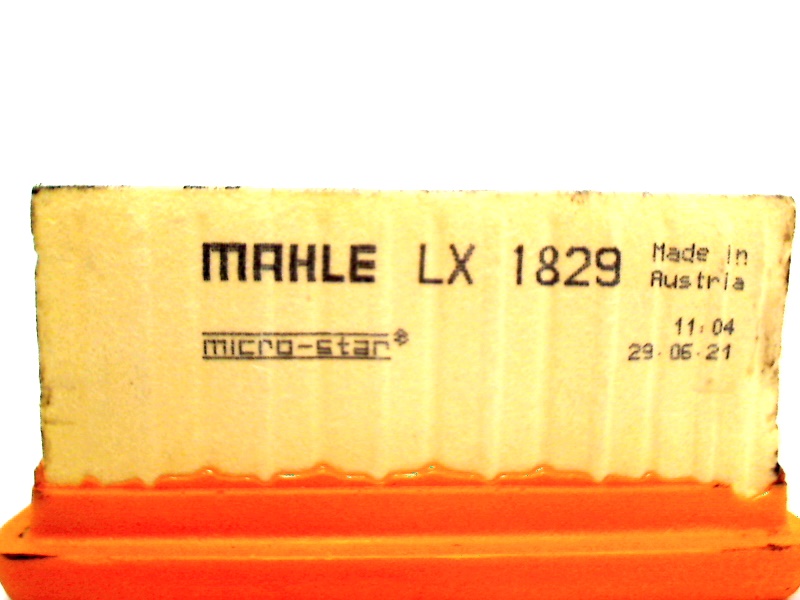 MAHLE LX 1829
Made in
Austria
micro-star®
11:04
29.06.21